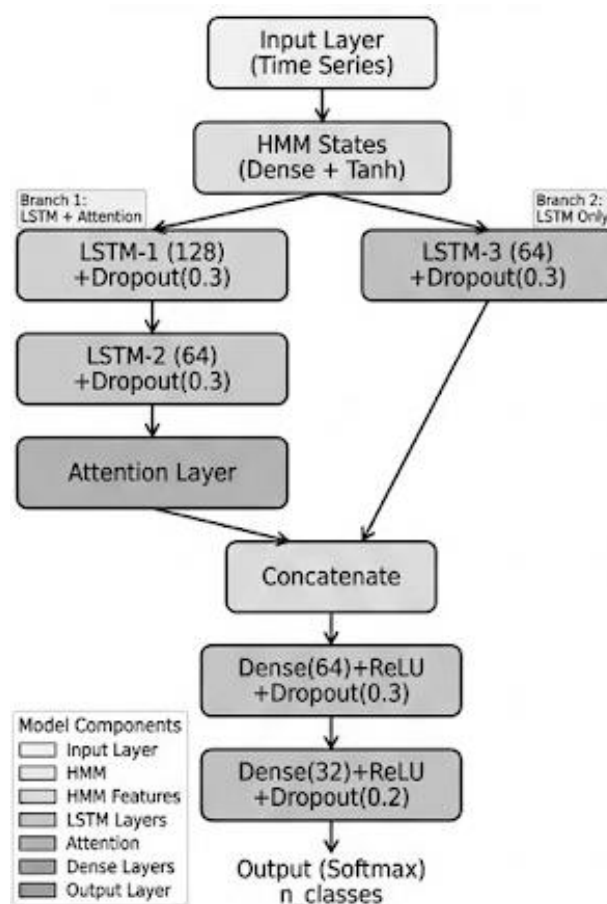 Input Layer
(Time Series)
HMM States
(Dense + Tanh)
Branch 1:
LSTM + Attention
Branch 2:
LSTM Only
LSTM-1 (128)
+Dropout(0.3)
LSTM-3 (64)
+Dropout(0.3)
LSTM-2 (64)
+Dropout(0.3)
Attention Layer
Concatenate
Dense(64)+ReLU
+Dropout(0.3)
Dense(32)+ReLU
+Dropout(0.2)
Output (Softmax)
n classes
Model Components
Input Layer
HMM
HMM Features
LSTM Layers
Attention
Dense Layers
Output Layer